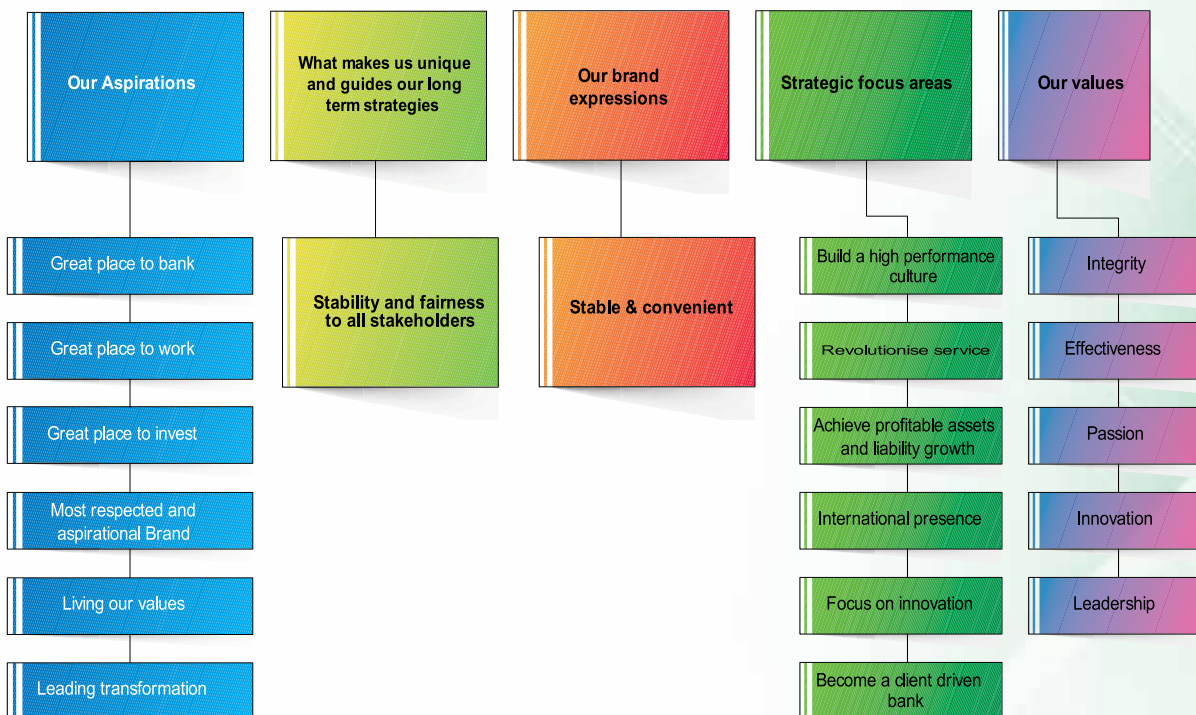 Our Aspirations
Great place to bank
Great place to work
Great place to invest
Most respected and
aspirational Brand
Living our values
Leading transformation
What makes us unique
and guides our long
term strategies
Stability and fairness
to all stakeholders
Our brand
expressions
Stable & convenient
Strategic focus areas
Build a high performance
culture
Revolutionise service
Achieve profitable assets
and liability growth
International presence
Focus on innovation
Become a client driven
bank
Our values
Integrity
Effectiveness
Passion
Innovation
Leadership